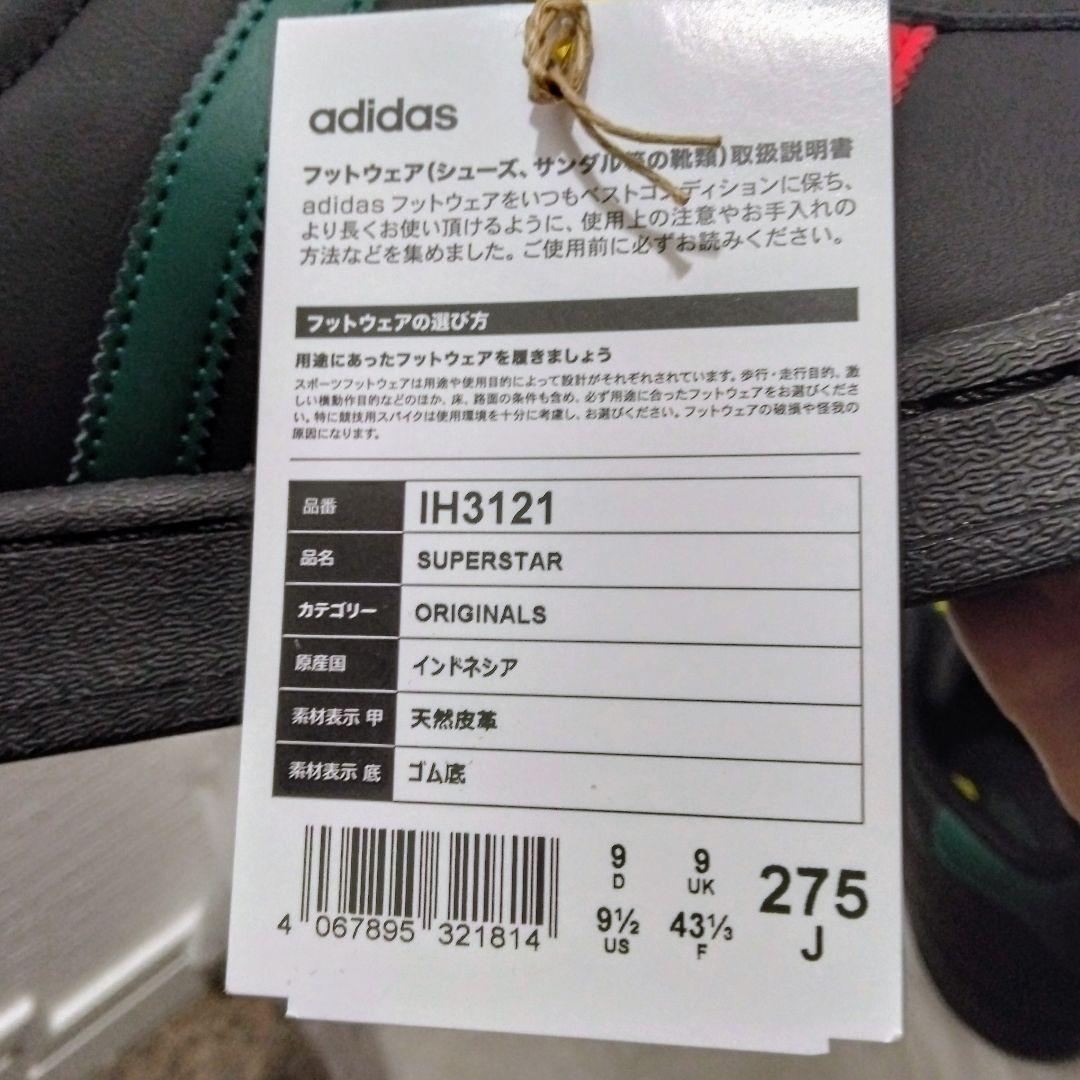 adidas
フットウェア(シューズ、サンダル等の靴類)取扱説明書
adidas フットウェアをいつもベストコンディションに保ち、
より長くお使い頂けるように、使用上の注意やお手入れの
方法などを集めました。ご使用前に必ずお読みください。
フットウェアの選び方
用途にあったフットウェアを履きましょう
スポーツフットウェアは用途や使用目的によって設計がそれぞれされています。歩行・走行目的、激
しい横動作目的などのほか、床、路面の条件も含め、必ず用途に合ったフットウェアをお選びくださ
い。特に競技用スパイクは使用環境を十分に考慮し、お選びください。フットウェアの破損や怪我の
原因になります。
品番 IH3121
品名 SUPERSTAR
カテゴリー ORIGINALS
原産国 インドネシア
素材表示 甲 天然皮革
素材表示 底 ゴム底
9 9 275
D UK J
9½ 43⅓
US F
4 067895 321814